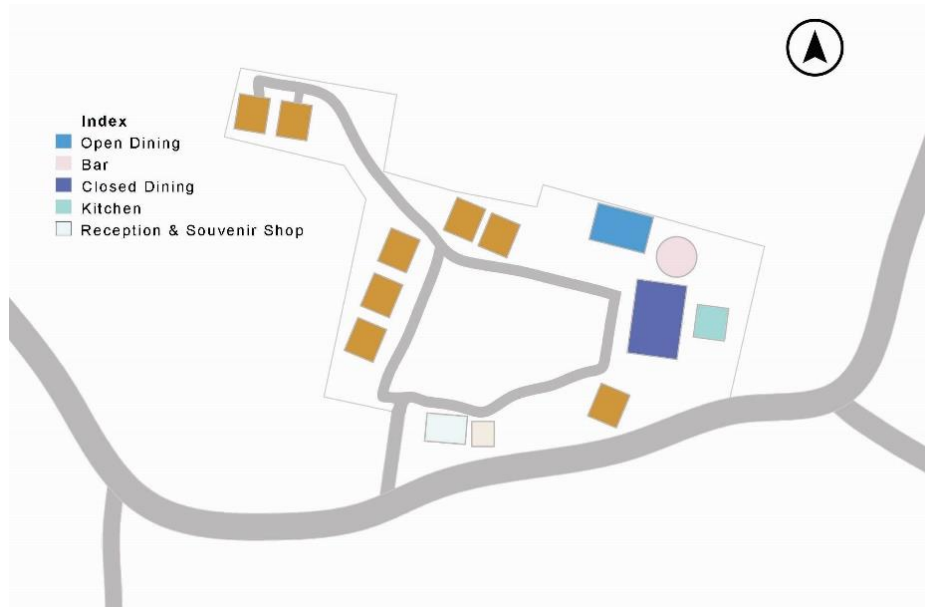 Index
Open Dining
Bar
Closed Dining
Kitchen
Reception & Souvenir Shop